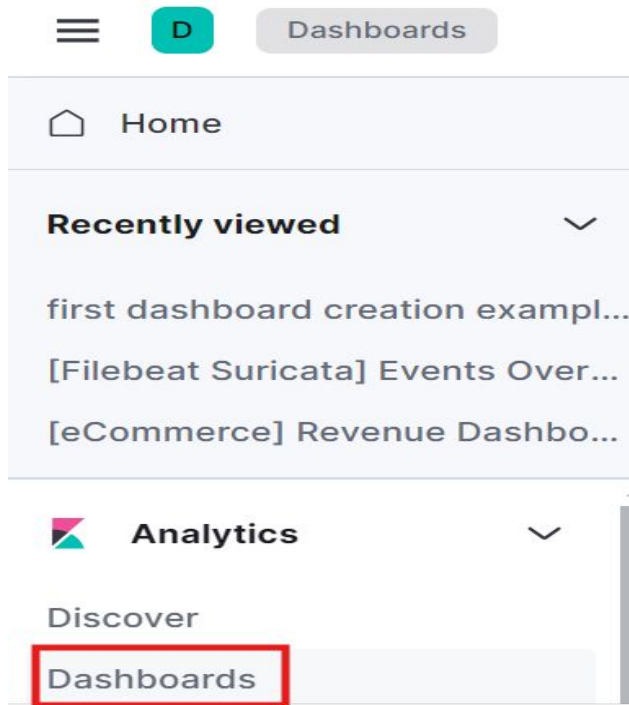 D Dashboards
Home
Recently viewed
first dashboard creation exampl...
[Filebeat Suricata] Events Over...
[eCommerce] Revenue Dashbo...
Analytics
Discover
Dashboards